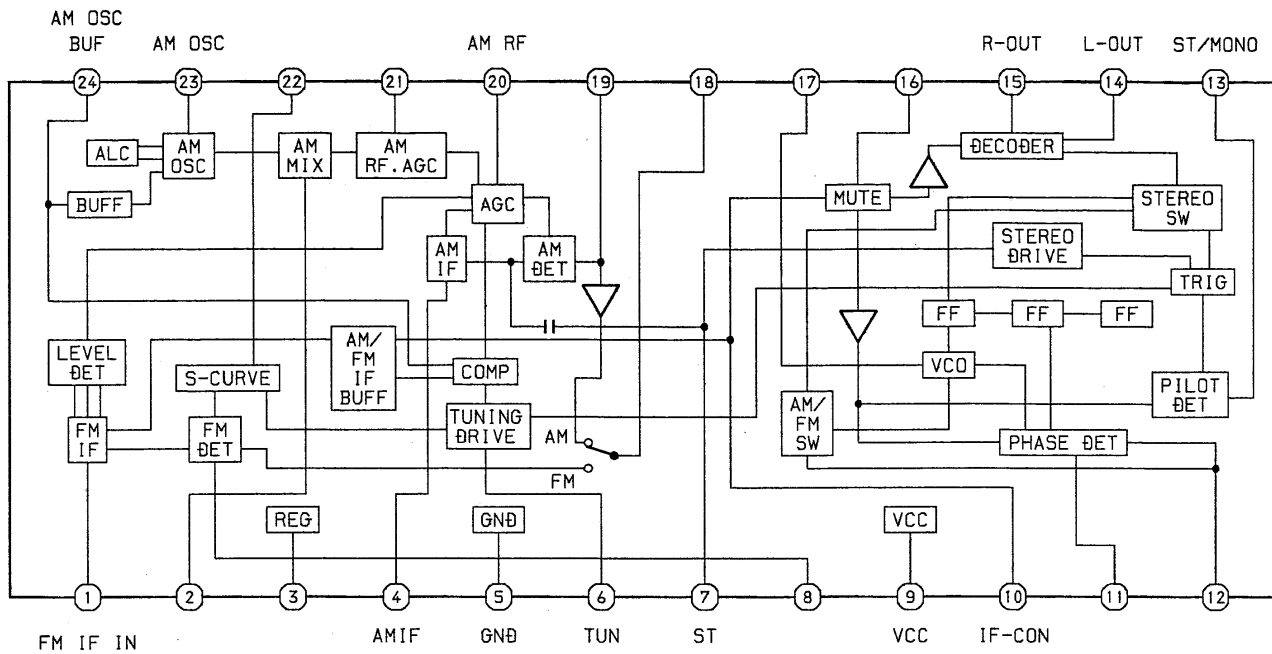 AM OSC
BUF
AM OSC
AM RF
R-OUT
L-OUT
ST/MONO
24
23
22
21
20
19
18
17
16
15
14
13
ALC
AM
OSC
AM
MIX
AM
RF.AGC
DECODER
BUFF
AGC
MUTE
STEREO
SW
AM
IF
AM
DET
STEREO
DRIVE
TRIG
FF
FF
FF
LEVEL
DET
S-CURVE
AM/
FM
IF
BUFF
COMP
VCO
PILOT
DET
FM
IF
FM
DET
TUNING
DRIVE
AM
FM
AM/
FM
SW
PHASE DET
REG
GND
VCC
1
2
3
4
5
6
7
8
9
10
11
12
FM IF IN
AMIF
GND
TUN
ST
VCC
IF-CON